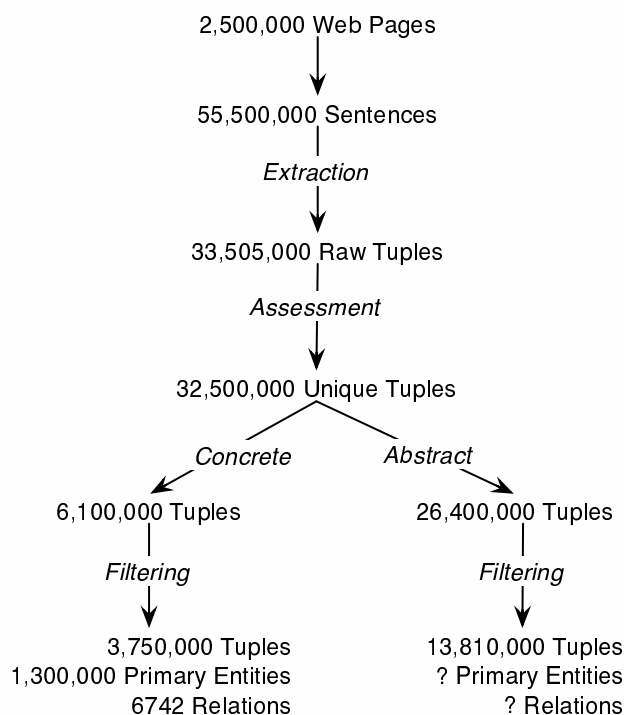 2,500,000 Web Pages
55,500,000 Sentences
Extraction
33,505,000 Raw Tuples
Assessment
32,500,000 Unique Tuples
Concrete
Abstract
6,100,000 Tuples
26,400,000 Tuples
Filtering
Filtering
3,750,000 Tuples
1,300,000 Primary Entities
6742 Relations
13,810,000 Tuples
? Primary Entities
? Relations